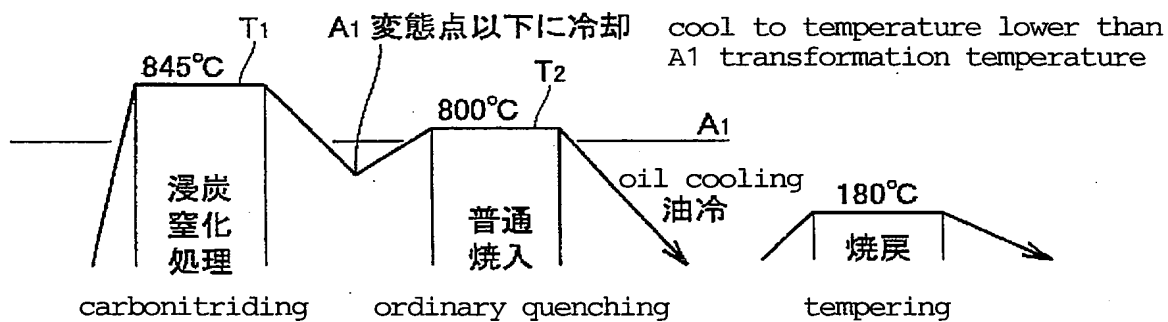 T1
A1 変態点以下に冷却
cool to temperature lower than
A1 transformation temperature
845℃
T2
800℃
A1
浸炭
窒化
処理
普通
焼入
oil cooling
油冷
180℃
焼戻
carbonitriding
ordinary quenching
tempering